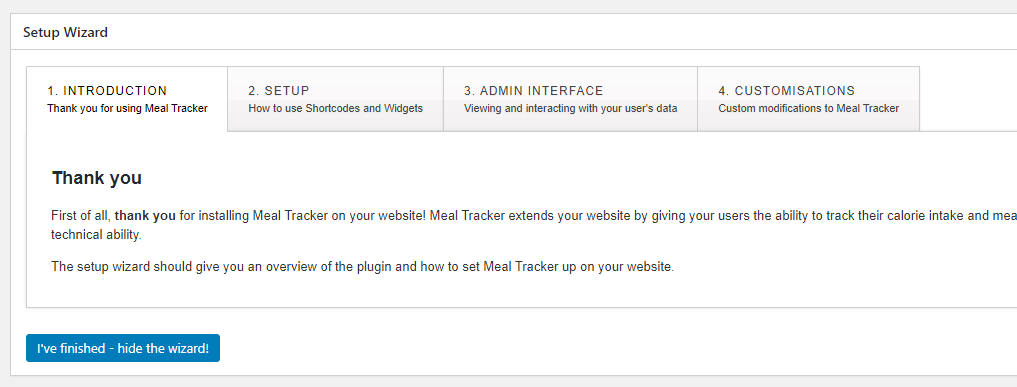 Setup Wizard
1. INTRODUCTION
Thank you for using Meal Tracker
2. SETUP
How to use Shortcodes and Widgets
3. ADMIN INTERFACE
Viewing and interacting with your user's data
4. CUSTOMISATIONS
Custom modifications to Meal Tracker
Thank you
First of all, thank you for installing Meal Tracker on your website! Meal Tracker extends your website by giving your users the ability to track their calorie intake and mea
technical ability.
The setup wizard should give you an overview of the plugin and how to set Meal Tracker up on your website.
I've finished - hide the wizard!